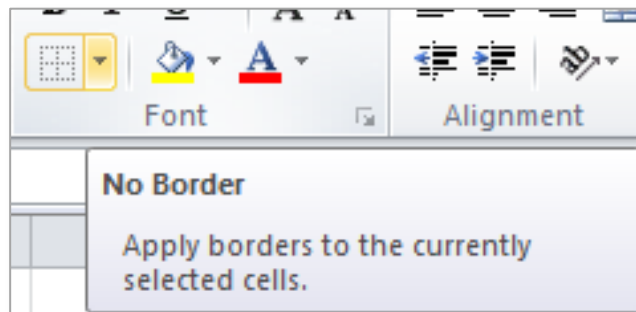 A
Font
Alignment
No Border
Apply borders to the currently
selected cells.